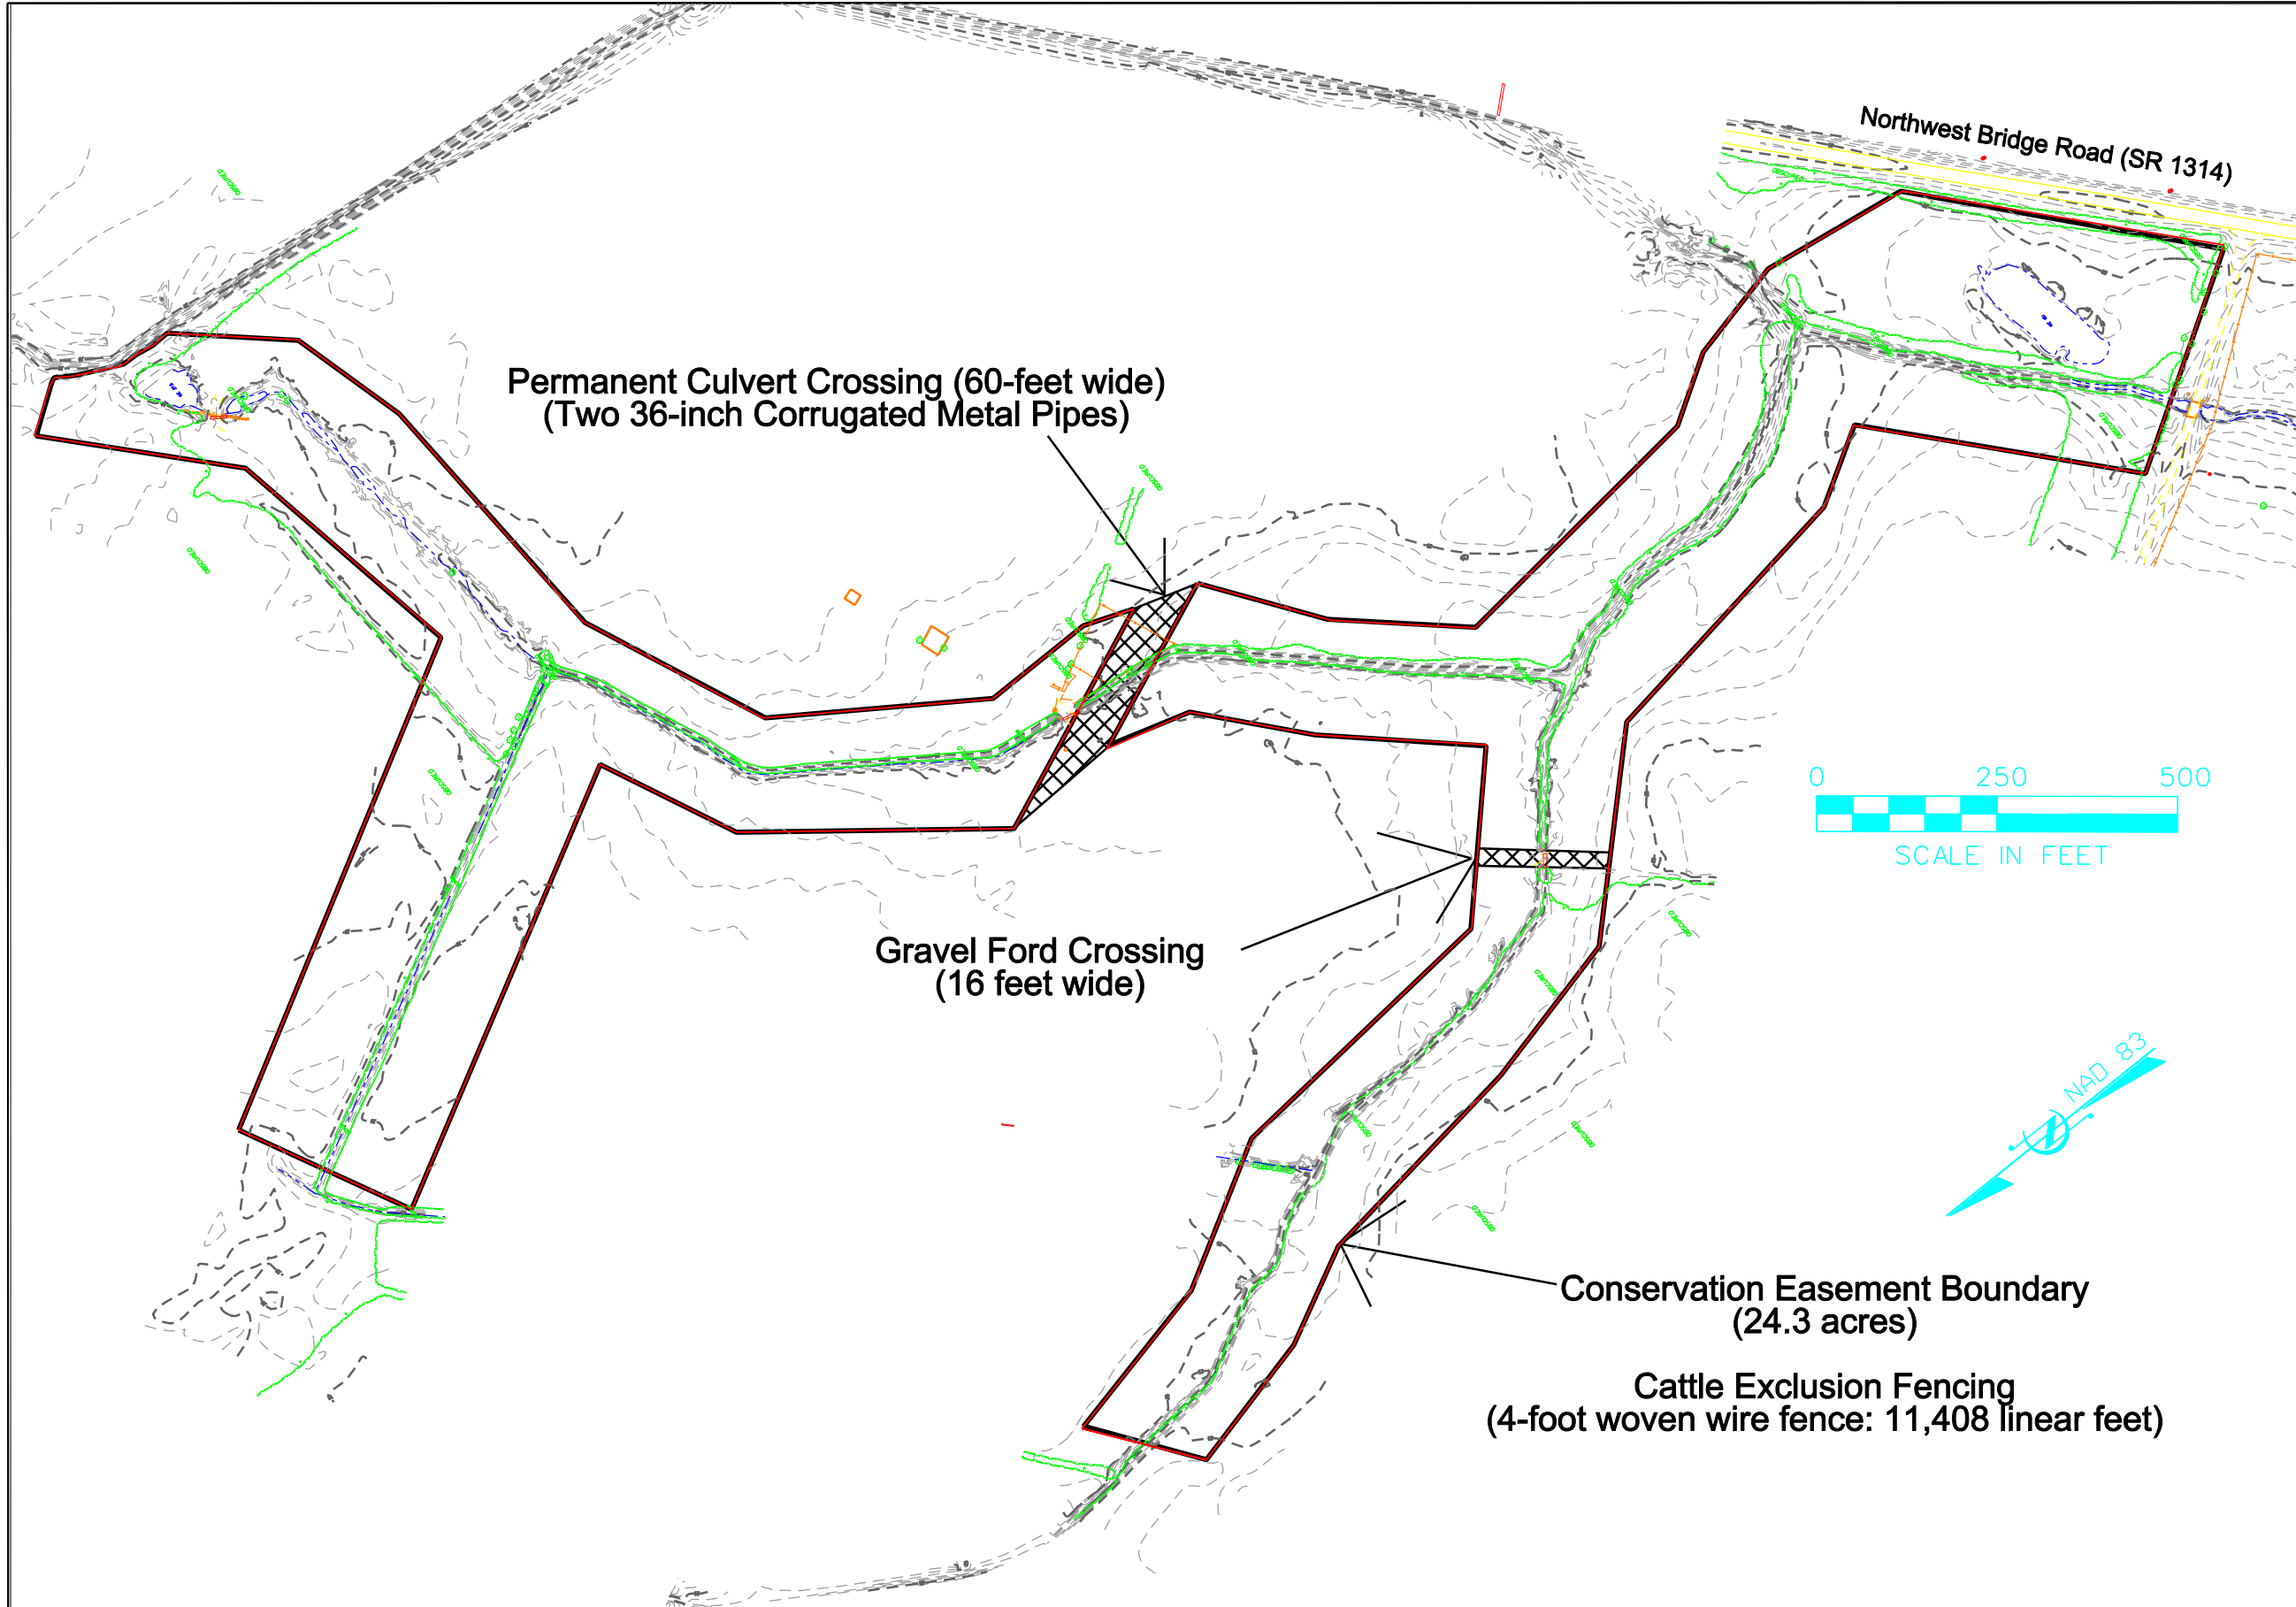 Northwest Bridge Road (SR 1314)
Permanent Culvert Crossing (60-feet wide)
(Two 36-inch Corrugated Metal Pipes)
0 250 500
SCALE IN FEET
Gravel Ford Crossing
(16 feet wide)
NAD 83
Conservation Easement Boundary
(24.3 acres)
Cattle Exclusion Fencing
(4-foot woven wire fence: 11,408 linear feet)